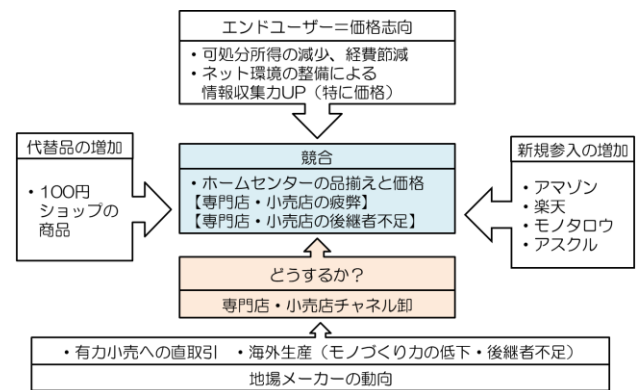 エンドユーザー＝価格志向
・可処分所得の減少、経費節減
・ネット環境の整備による
情報収集力UP（特に価格）
代替品の増加
・100円
ショップの
商品
競合
・ホームセンターの品揃えと価格
【専門店・小売店の疲弊】
【専門店・小売店の後継者不足】
新規参入の増加
・アマゾン
・楽天
・モノタロウ
・アスクル
どうするか？
専門店・小売店チャネル卸
・有力小売への直取引　・海外生産（モノづくり力の低下・後継者不足）
地場メーカーの動向